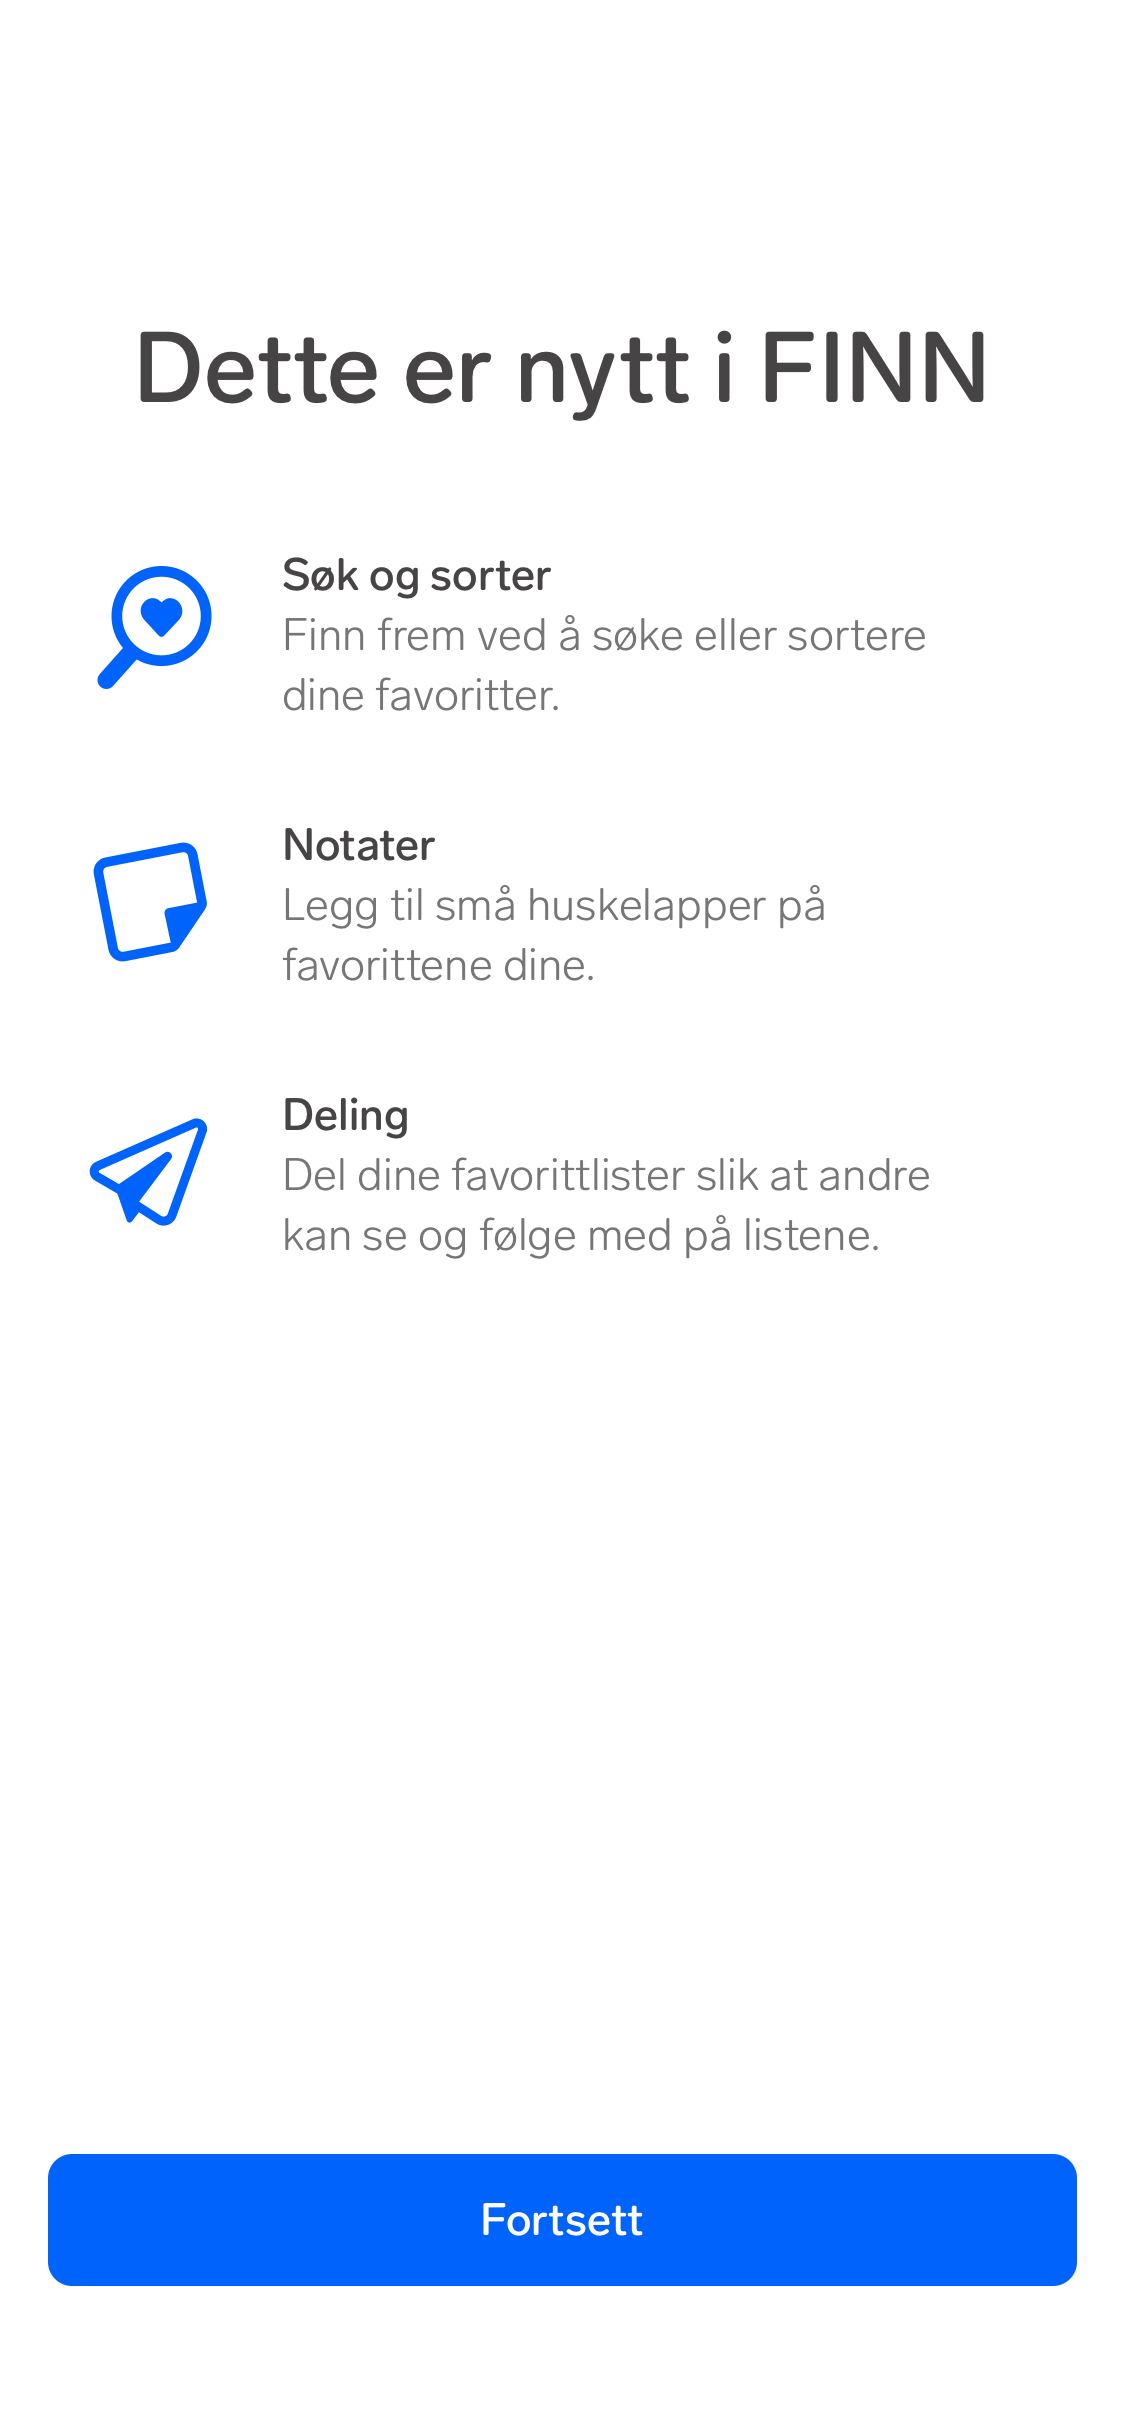 Dette er nytt i FINN
Søk og sorter
Finn frem ved å søke eller sortere
dine favoritter.
Notater
Legg til små huskelapper på
favorittene dine.
Deling
Del dine favorittlister slik at andre
kan se og følge med på listene.
Fortsett